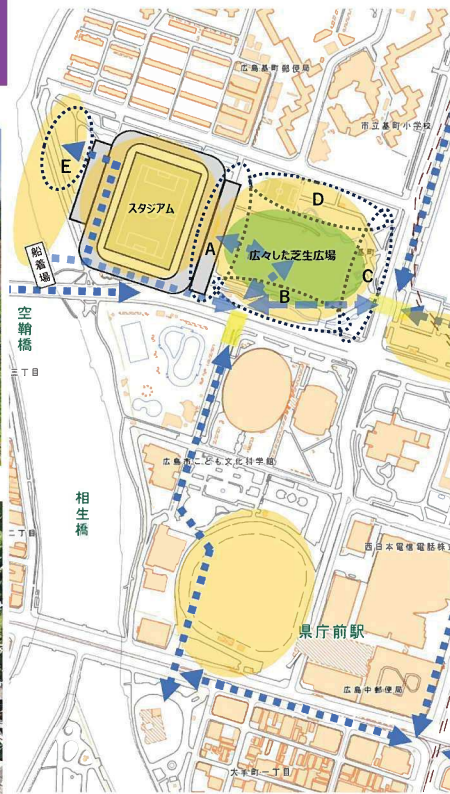 広島基町郵便局
市立基町小学校
E
スタジアム
D
A
広々した芝生広場
C
B
船着場
空鞘橋
三丁目
広島市こども文化科学館
相生橋
二丁目
西日本電信電話株
県庁前駅
広島中郵便局
大手町一丁目